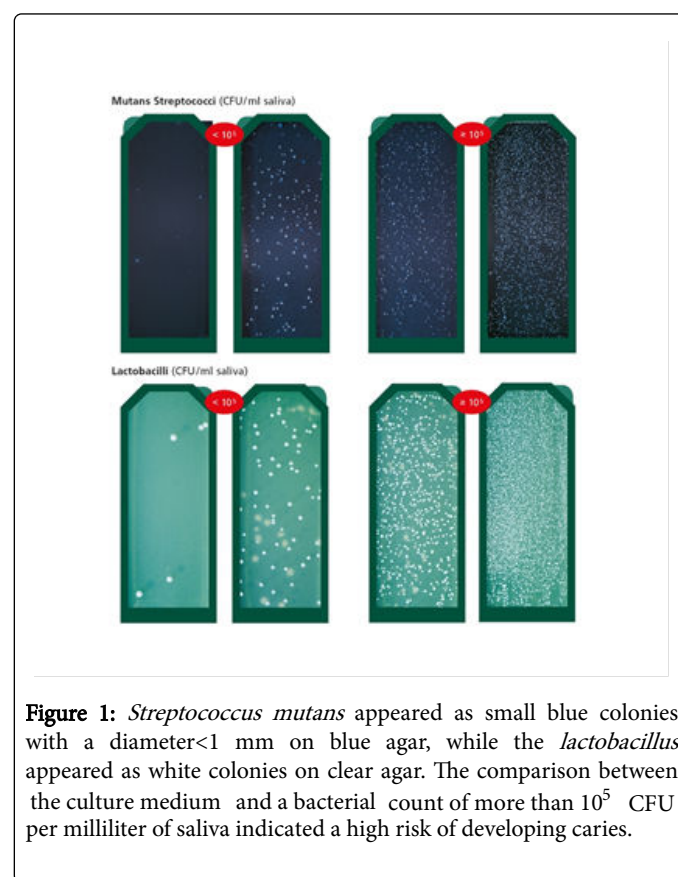 Mutans Streptococci (CFU/ml saliva)
< 10⁵
≥ 10⁵
Lactobacilli (CFU/ml saliva)
< 10⁵
≥ 10⁵
Figure 1: Streptococcus mutans appeared as small blue colonies
with a diameter<1 mm on blue agar, while the lactobacillus
appeared as white colonies on clear agar. The comparison between
the culture medium and a bacterial count of more than 10⁵ CFU
per milliliter of saliva indicated a high risk of developing caries.